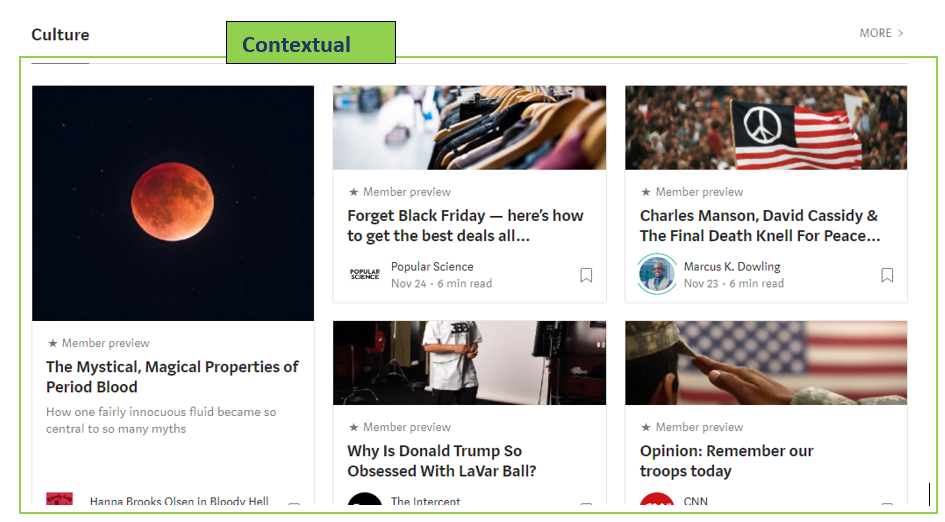 Culture
Contextual
MORE
Member preview
The Mystical, Magical Properties of
Period Blood
How one fairly innocuous fluid became so
central to so many myths
Hanna Brooks Olsen in Bloody Hell
Member preview
Forget Black Friday — here's how
to get the best deals all...
POPULAR
SCIENCE
Popular Science
Nov 24 · 6 min read
Member preview
Charles Manson, David Cassidy &
The Final Death Knell For Peace...
Marcus K. Dowling
Nov 23 · 6 min read
Member preview
Why Is Donald Trump So
Obsessed With LaVar Ball?
The Intercept
Member preview
Opinion: Remember our
troops today
CNN